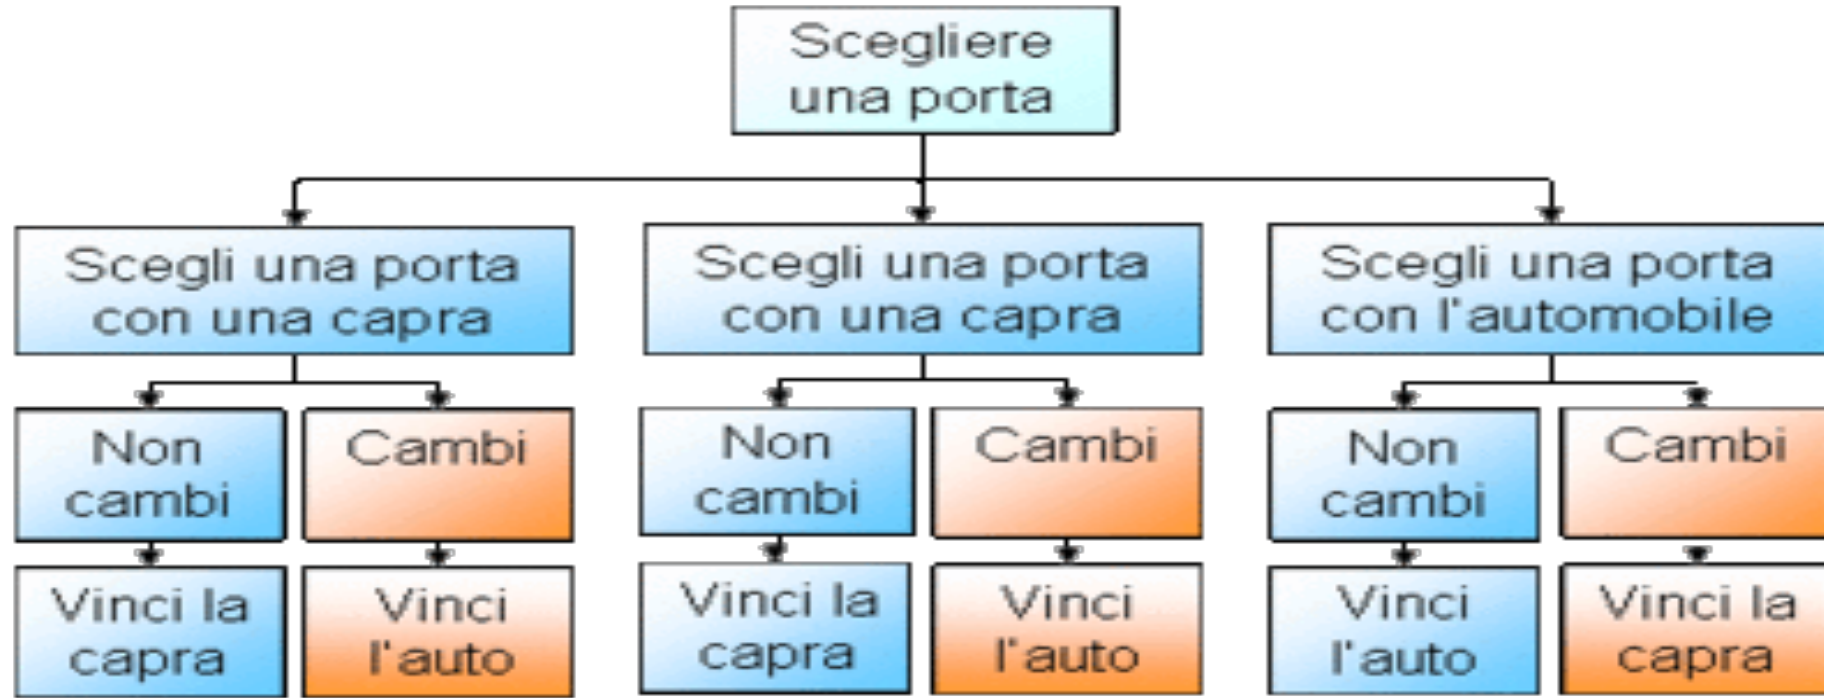 Scegliere
una porta
Scegli una porta
con una capra
Scegli una porta
con una capra
Scegli una porta
con l'automobile
Non
cambi
Cambi
Non
cambi
Cambi
Non
cambi
Cambi
Vinci la
capra
Vinci
l'auto
Vinci la
capra
Vinci
l'auto
Vinci
l'auto
Vinci la
capra